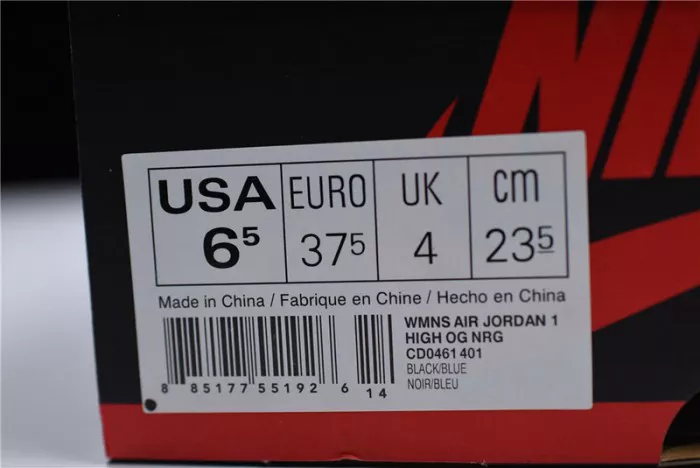 NIK
USA EURO UK cm
6⁵ 37⁵ 4 23⁵
Made in China / Fabrique en Chine / Hecho en China
WMNS AIR JORDAN 1
HIGH OG NRG
CD0461 401
BLACK/BLUE
NOIR/BLEU
8 85177 55192 6 14